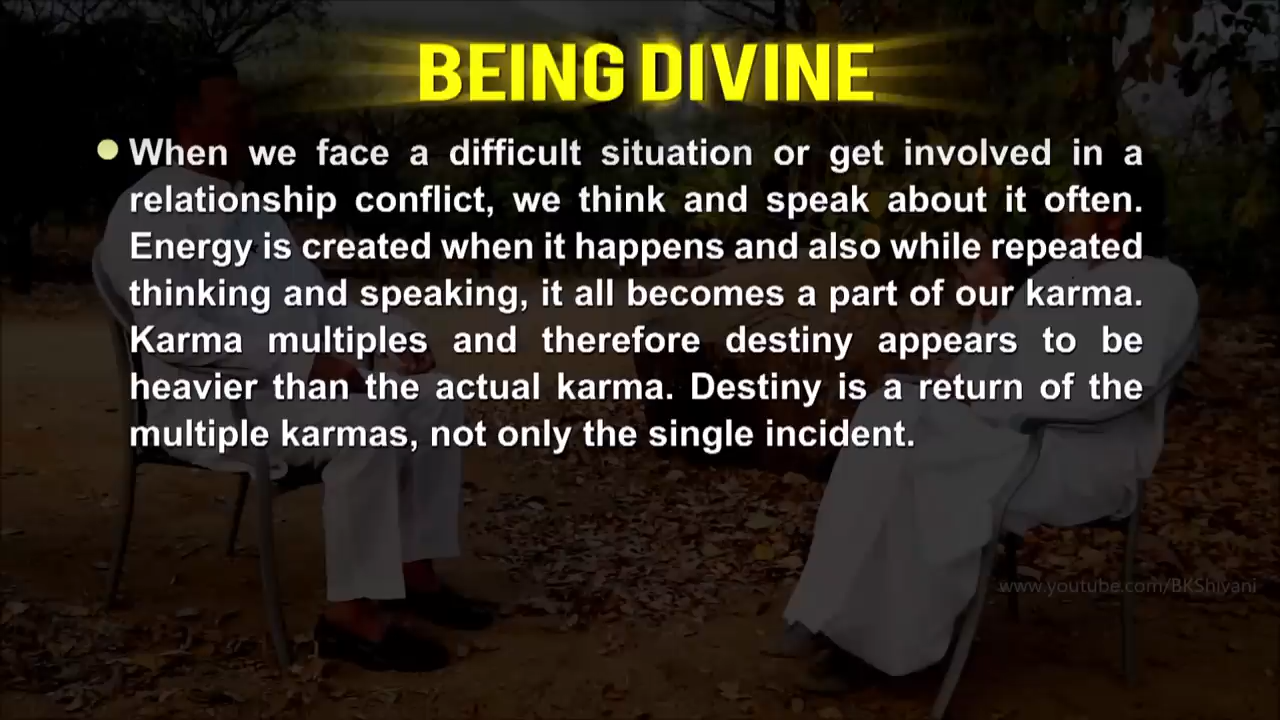 BEING DIVINE
When we face a difficult situation or get involved in a
relationship conflict, we think and speak about it often.
Energy is created when it happens and also while repeated
thinking and speaking, it all becomes a part of our karma.
Karma multiples and therefore destiny appears to be
heavier than the actual karma. Destiny is a return of the
multiple karmas, not only the single incident.
www.youtube.com/BKShivani